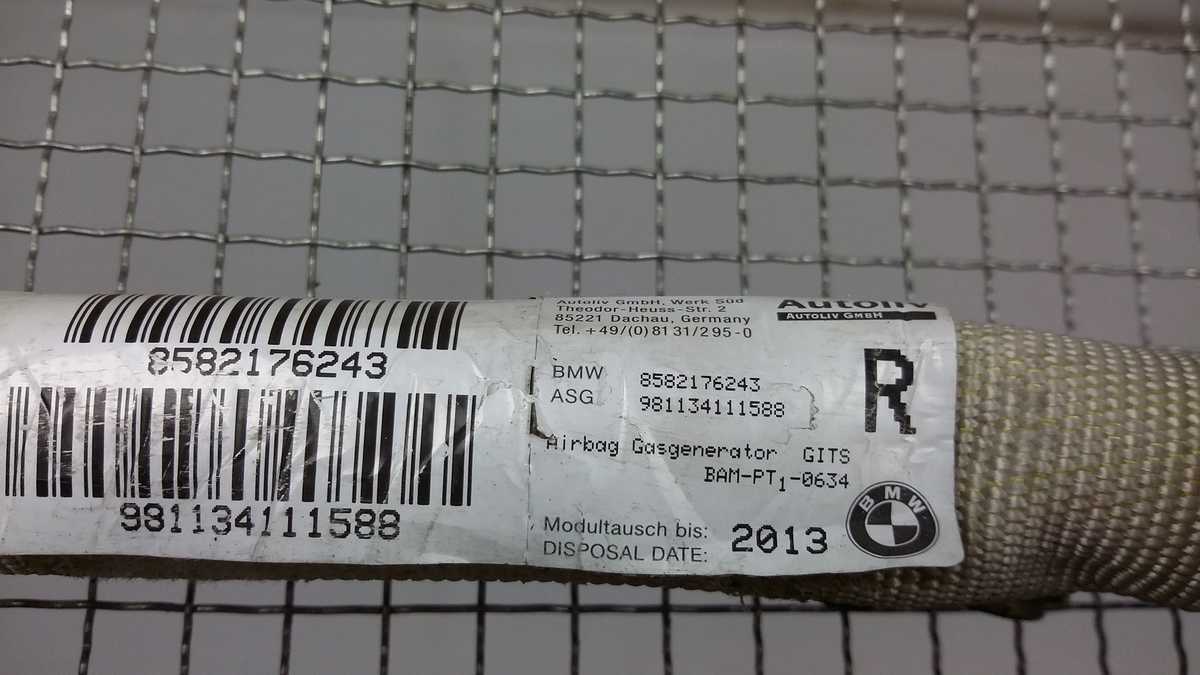 8582176243
981134111588
Autoliv GmbH, Werk Süd
Theodor-Heuss-Str. 2
85221 Dachau, Germany
Tel. +49/(0)8131/295-0
Autoliv
AUTOLIV GMBH
BMW 8582176243
ASG 981134111588
R
Airbag Gasgenerator GITS
BAM-PT1-0634
Modultausch bis:
DISPOSAL DATE: 2013
BMW